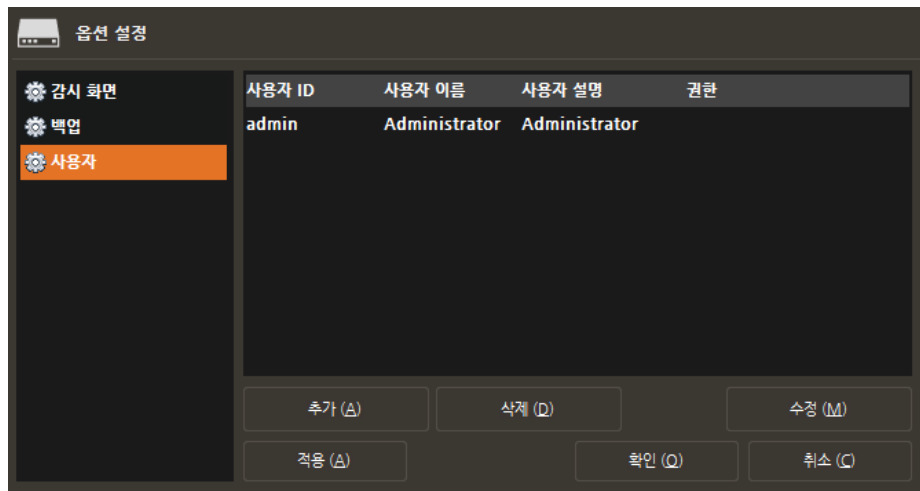 옵션 설정
감시 화면
백업
사용자
사용자 ID 사용자 이름 사용자 설명 권한
admin Administrator Administrator
추가 (A) 삭제 (D) 수정 (M)
적용 (A) 확인 (O) 취소 (C)